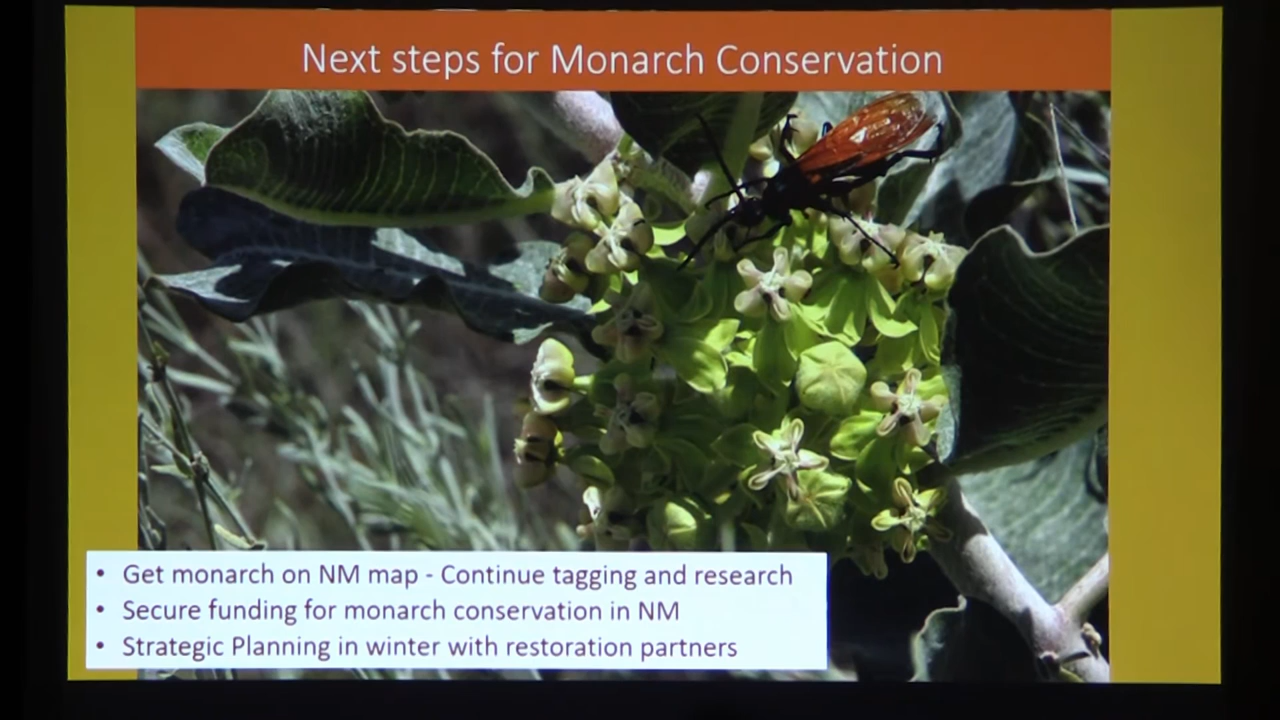 Next steps for Monarch Conservation
• Get monarch on NM map - Continue tagging and research
• Secure funding for monarch conservation in NM
• Strategic Planning in winter with restoration partners